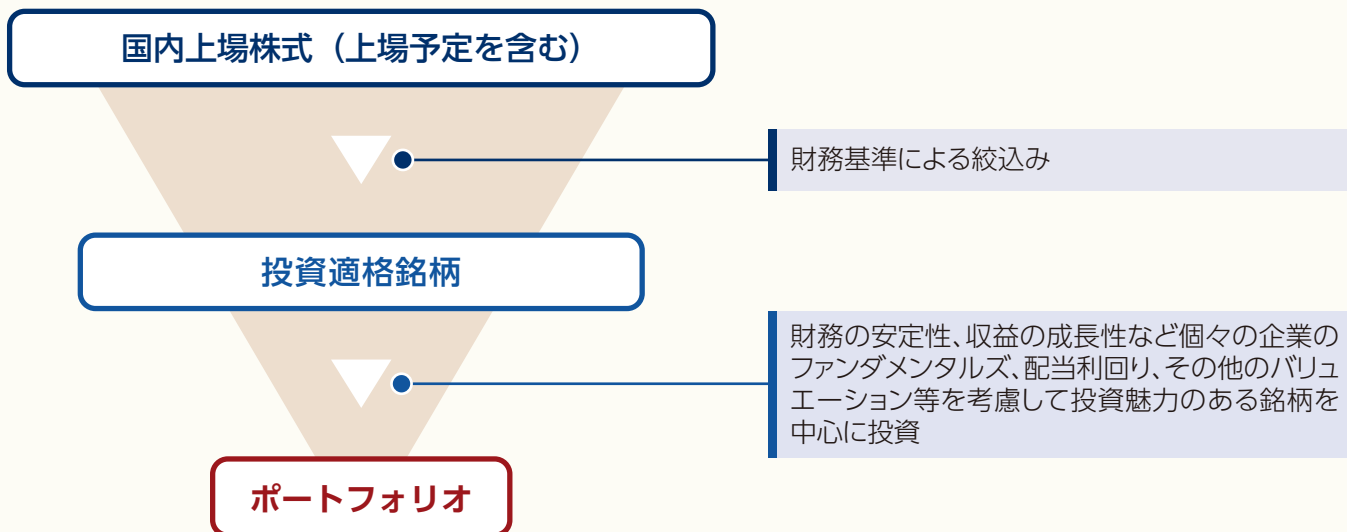 国内上場株式（上場予定を含む）
財務基準による絞込み
投資適格銘柄
財務の安定性、収益の成長性など個々の企業の
ファンダメンタルズ、配当利回り、その他のバリュ
エーション等を考慮して投資魅力のある銘柄を
中心に投資
ポートフォリオ